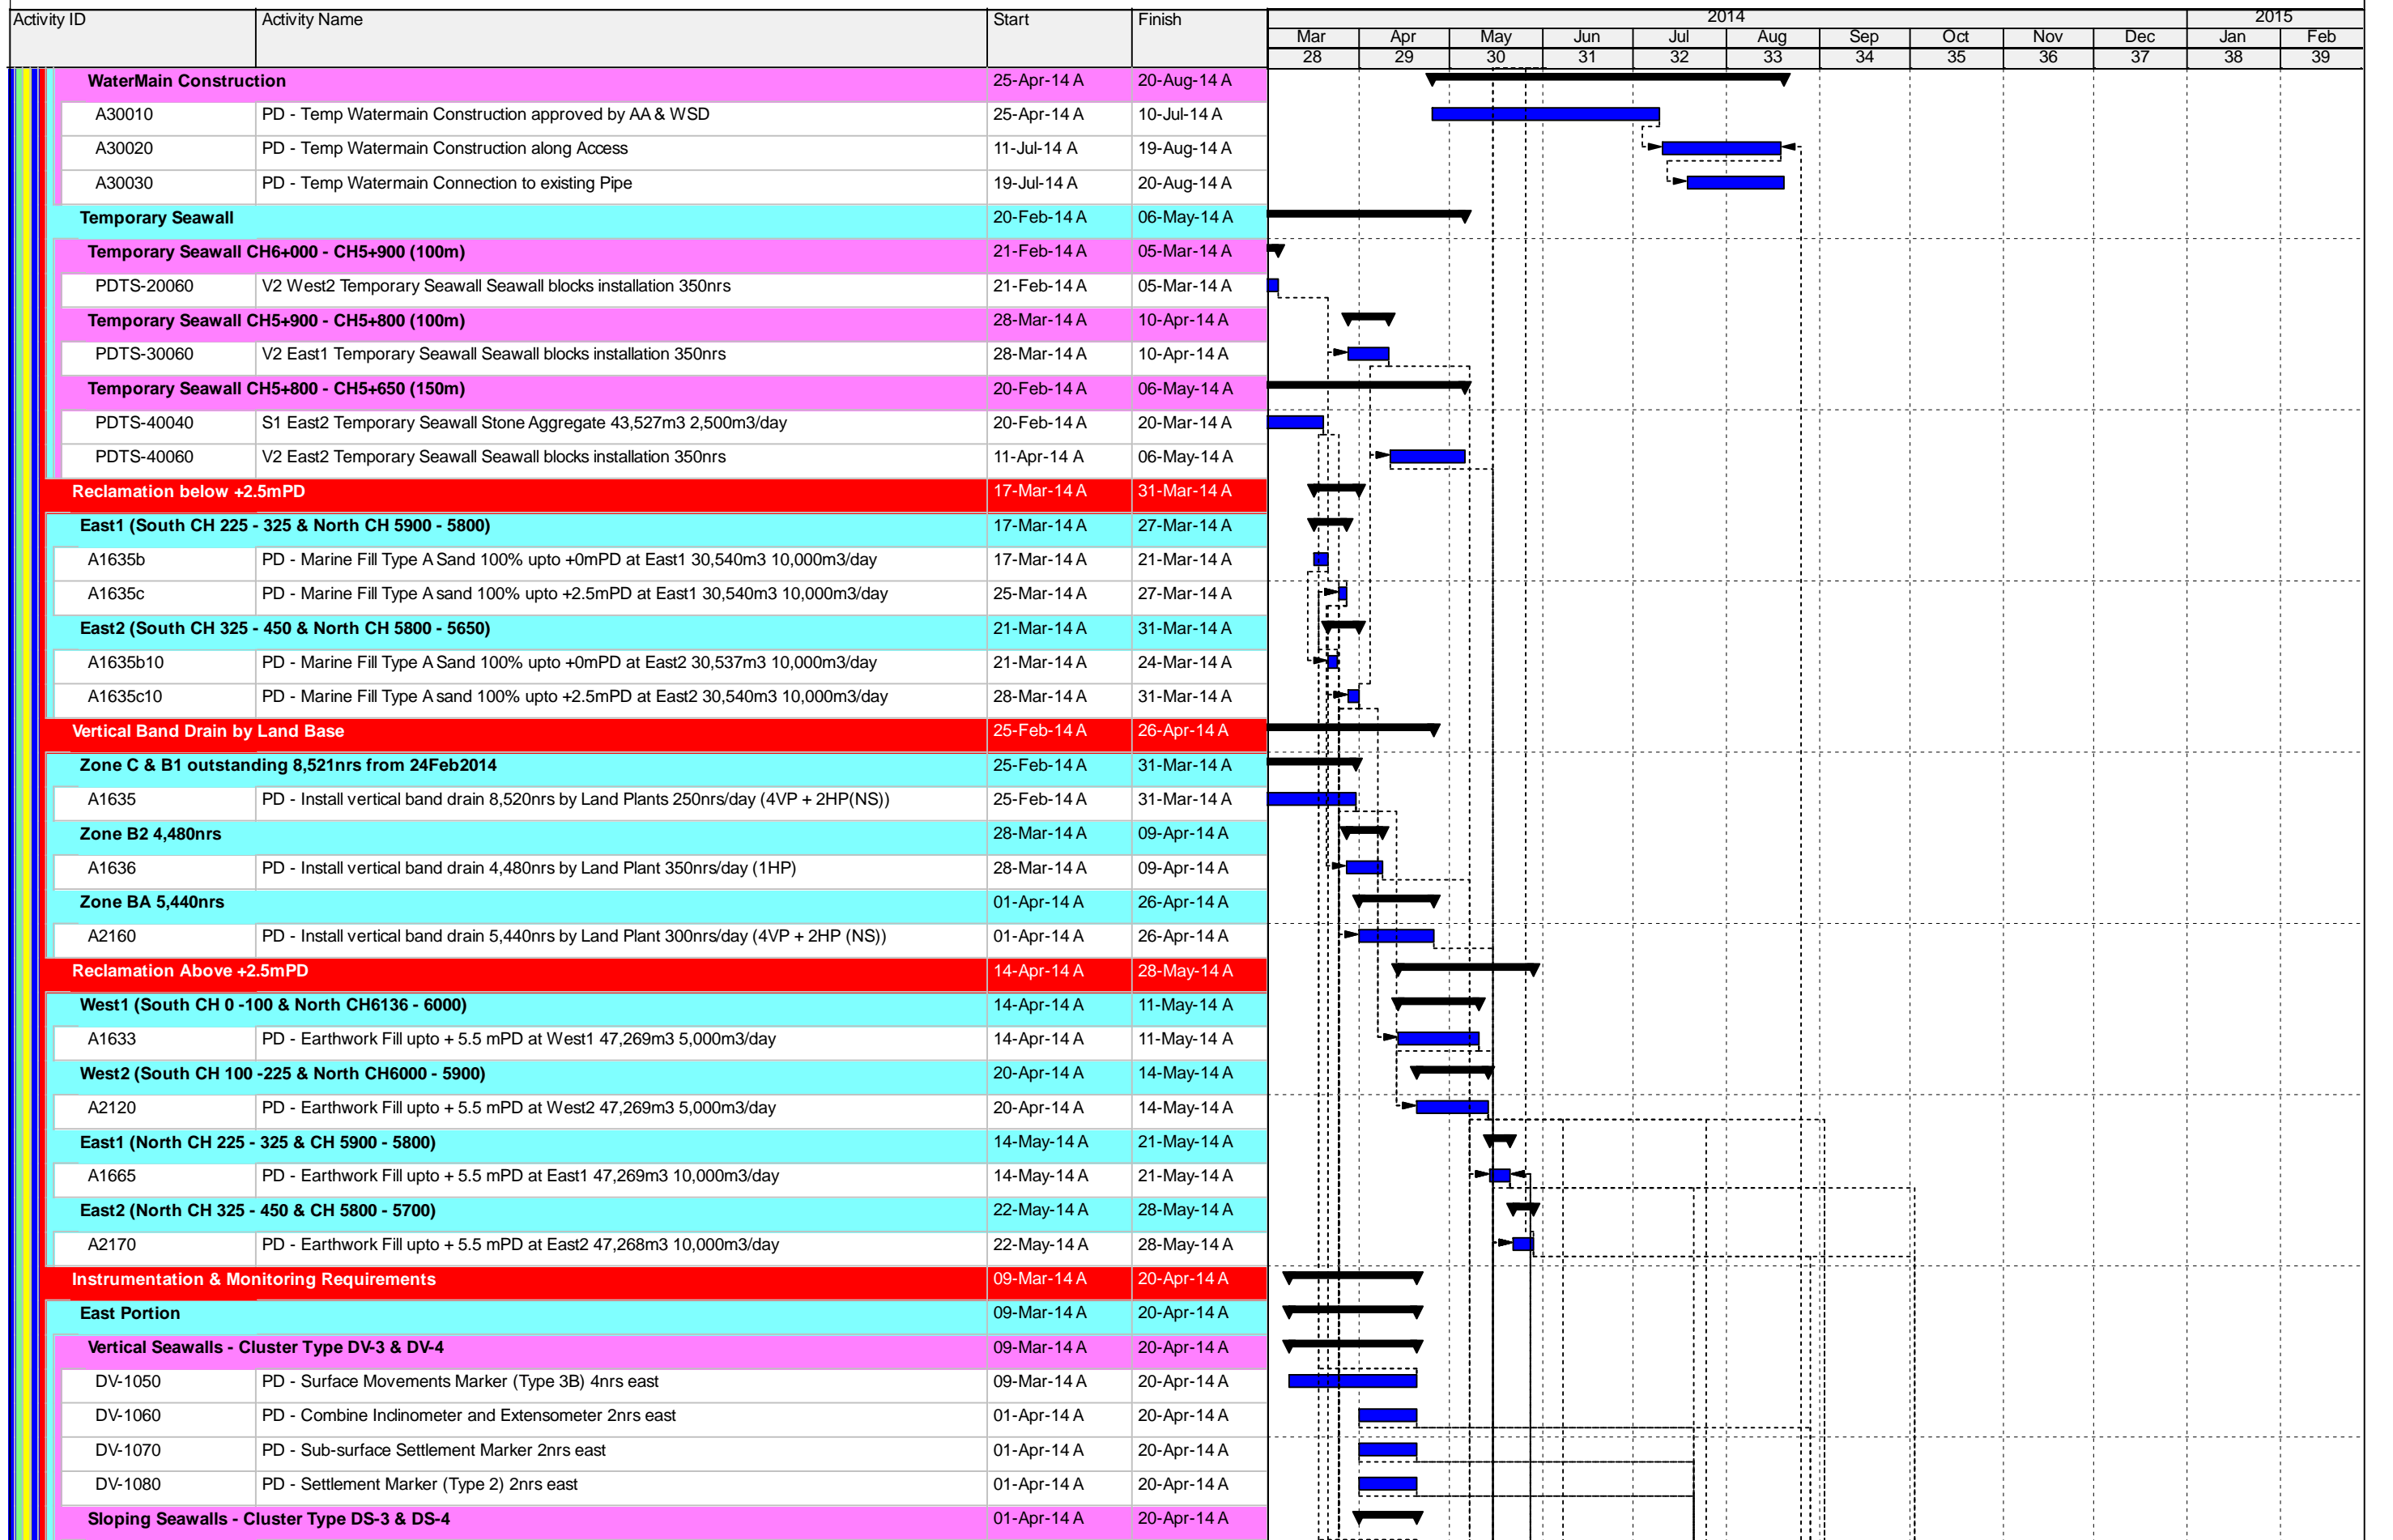 Activity ID Activity Name Start Finish 2014 2015
Mar Apr May Jun Jul Aug Sep Oct Nov Dec Jan Feb
28 29 30 31 32 33 34 35 36 37 38 39
WaterMain Construction 25-Apr-14 A 20-Aug-14 A
A30010 PD - Temp Watermain Construction approved by AA & WSD 25-Apr-14 A 10-Jul-14 A
A30020 PD - Temp Watermain Construction along Access 11-Jul-14 A 19-Aug-14 A
A30030 PD - Temp Watermain Connection to existing Pipe 19-Jul-14 A 20-Aug-14 A
Temporary Seawall 20-Feb-14 A 06-May-14 A
Temporary Seawall CH6+000 - CH5+900 (100m) 21-Feb-14 A 05-Mar-14 A
PDTS-20060 V2 West2 Temporary Seawall Seawall blocks installation 350nrs 21-Feb-14 A 05-Mar-14 A
Temporary Seawall CH5+900 - CH5+800 (100m) 28-Mar-14 A 10-Apr-14 A
PDTS-30060 V2 East1 Temporary Seawall Seawall blocks installation 350nrs 28-Mar-14 A 10-Apr-14 A
Temporary Seawall CH5+800 - CH5+650 (150m) 20-Feb-14 A 06-May-14 A
PDTS-40040 S1 East2 Temporary Seawall Stone Aggregate 43,527m3 2,500m3/day 20-Feb-14 A 20-Mar-14 A
PDTS-40060 V2 East2 Temporary Seawall Seawall blocks installation 350nrs 11-Apr-14 A 06-May-14 A
Reclamation below +2.5mPD 17-Mar-14 A 31-Mar-14 A
East1 (South CH 225 - 325 & North CH 5900 - 5800) 17-Mar-14 A 27-Mar-14 A
A1635b PD - Marine Fill Type A Sand 100% upto +0mPD at East1 30,540m3 10,000m3/day 17-Mar-14 A 21-Mar-14 A
A1635c PD - Marine Fill Type A sand 100% upto +2.5mPD at East1 30,540m3 10,000m3/day 25-Mar-14 A 27-Mar-14 A
East2 (South CH 325 - 450 & North CH 5800 - 5650) 21-Mar-14 A 31-Mar-14 A
A1635b10 PD - Marine Fill Type A Sand 100% upto +0mPD at East2 30,537m3 10,000m3/day 21-Mar-14 A 24-Mar-14 A
A1635c10 PD - Marine Fill Type A sand 100% upto +2.5mPD at East2 30,540m3 10,000m3/day 28-Mar-14 A 31-Mar-14 A
Vertical Band Drain by Land Base 25-Feb-14 A 26-Apr-14 A
Zone C & B1 outstanding 8,521nrs from 24Feb2014 25-Feb-14 A 31-Mar-14 A
A1635 PD - Install vertical band drain 8,520nrs by Land Plants 250nrs/day (4VP + 2HP(NS)) 25-Feb-14 A 31-Mar-14 A
Zone B2 4,480nrs 28-Mar-14 A 09-Apr-14 A
A1636 PD - Install vertical band drain 4,480nrs by Land Plant 350nrs/day (1HP) 28-Mar-14 A 09-Apr-14 A
Zone BA 5,440nrs 01-Apr-14 A 26-Apr-14 A
A2160 PD - Install vertical band drain 5,440nrs by Land Plant 300nrs/day (4VP + 2HP (NS)) 01-Apr-14 A 26-Apr-14 A
Reclamation Above +2.5mPD 14-Apr-14 A 28-May-14 A
West1 (South CH 0 -100 & North CH6136 - 6000) 14-Apr-14 A 11-May-14 A
A1633 PD - Earthwork Fill upto + 5.5 mPD at West1 47,269m3 5,000m3/day 14-Apr-14 A 11-May-14 A
West2 (South CH 100 -225 & North CH6000 - 5900) 20-Apr-14 A 14-May-14 A
A2120 PD - Earthwork Fill upto + 5.5 mPD at West2 47,269m3 5,000m3/day 20-Apr-14 A 14-May-14 A
East1 (North CH 225 - 325 & CH 5900 - 5800) 14-May-14 A 21-May-14 A
A1665 PD - Earthwork Fill upto + 5.5 mPD at East1 47,269m3 10,000m3/day 14-May-14 A 21-May-14 A
East2 (North CH 325 - 450 & CH 5800 - 5700) 22-May-14 A 28-May-14 A
A2170 PD - Earthwork Fill upto + 5.5 mPD at East2 47,268m3 10,000m3/day 22-May-14 A 28-May-14 A
Instrumentation & Monitoring Requirements 09-Mar-14 A 20-Apr-14 A
East Portion 09-Mar-14 A 20-Apr-14 A
Vertical Seawalls - Cluster Type DV-3 & DV-4 09-Mar-14 A 20-Apr-14 A
DV-1050 PD - Surface Movements Marker (Type 3B) 4nrs east 09-Mar-14 A 20-Apr-14 A
DV-1060 PD - Combine Inclinometer and Extensometer 2nrs east 01-Apr-14 A 20-Apr-14 A
DV-1070 PD - Sub-surface Settlement Marker 2nrs east 01-Apr-14 A 20-Apr-14 A
DV-1080 PD - Settlement Marker (Type 2) 2nrs east 01-Apr-14 A 20-Apr-14 A
Sloping Seawalls - Cluster Type DS-3 & DS-4 01-Apr-14 A 20-Apr-14 A